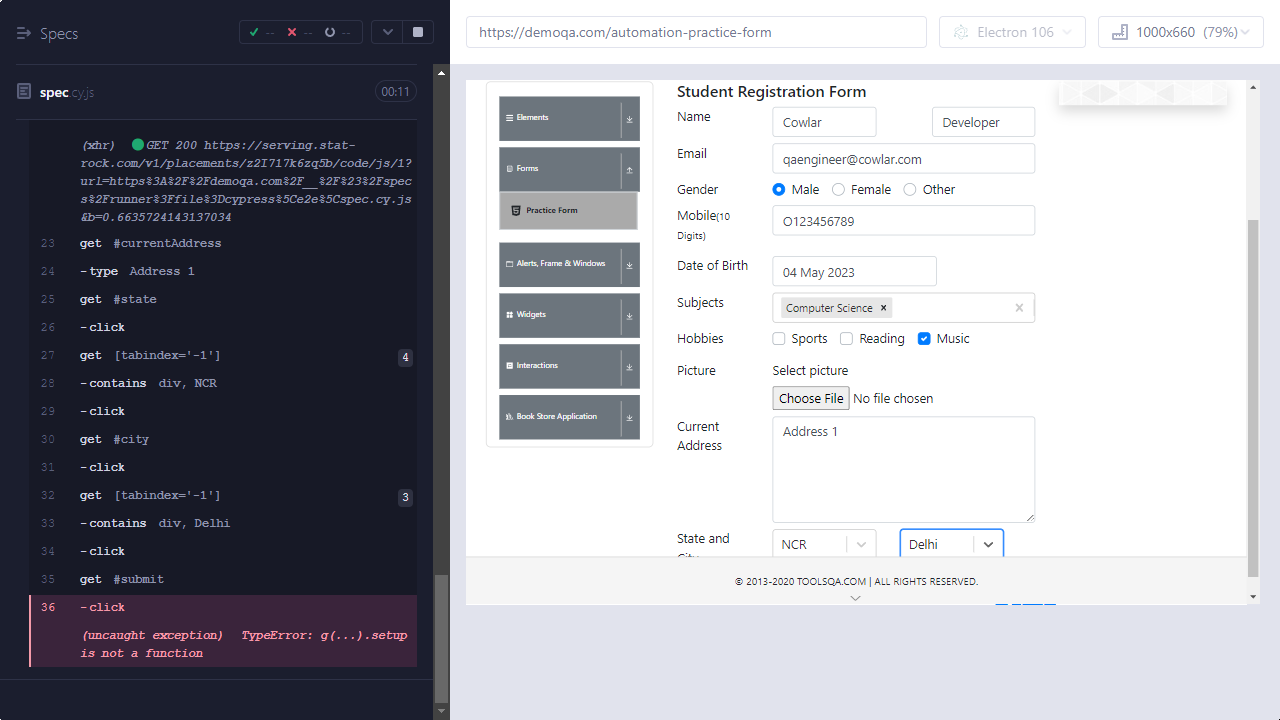 Specs
-- -- --
https://demoqa.com/automation-practice-form
Electron 106
1000x660 (79%)
spec.cy.js
00:11
(xhr) GET 200 https://serving.stat-
rock.com/v1/placements/z2I717k6zq5b/code/js/1?
url=https%3A%2F%2Fdemoqa.com%2F__%2F%23%2Fspec
s%2Frunner%3Ffile%3Dcypress%5Ce2e%5Cspec.cy.js
&b=0.6635724143137034
23 get #currentAddress
24 -type Address 1
25 get #state
26 -click
27 get [tabindex='-1'] 4
28 -contains div, NCR
29 -click
30 get #city
31 -click
32 get [tabindex='-1'] 3
33 -contains div, Delhi
34 -click
35 get #submit
36 -click
(uncaught exception) TypeError: g(...).setup
is not a function
Elements
Forms
Practice Form
Alerts, Frame & Windows
Widgets
Interactions
Book Store Application
Student Registration Form
Name Cowlar Developer
Email qaengineer@cowlar.com
Gender Male Female Other
Mobile(10
Digits) O123456789
Date of Birth 04 May 2023
Subjects Computer Science ×
Hobbies Sports Reading Music
Picture Select picture
Choose File No file chosen
Current
Address
Address 1
State and
City
NCR Delhi
© 2013-2020 TOOLSQA.COM | ALL RIGHTS RESERVED.